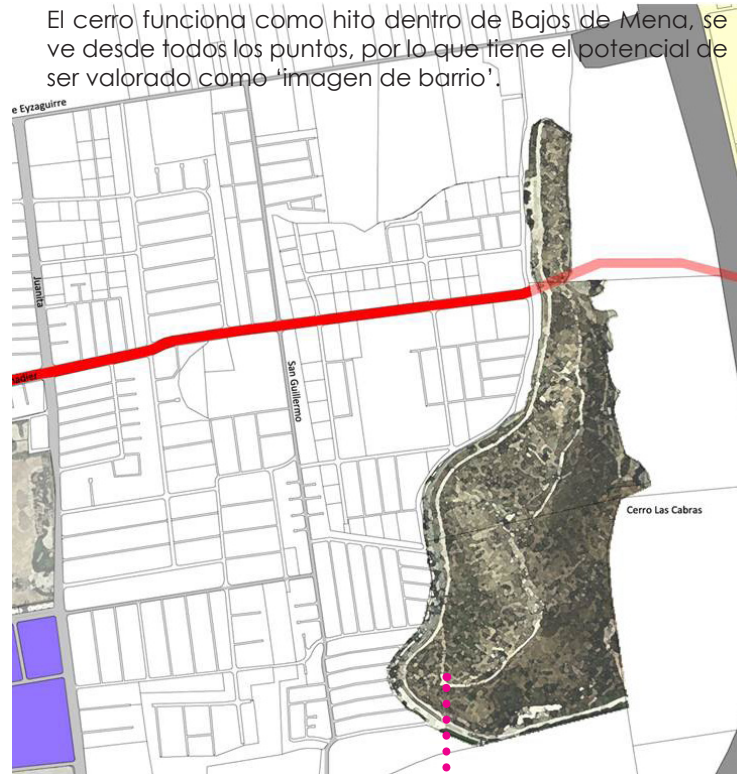 El cerro funciona como hito dentro de Bajos de Mena, se
ve desde todos los puntos, por lo que tiene el potencial de
ser valorado como ‘imagen de barrio’.
e Eyzaguirre
Juanita
San Guillermo
Cerro Las Cabras